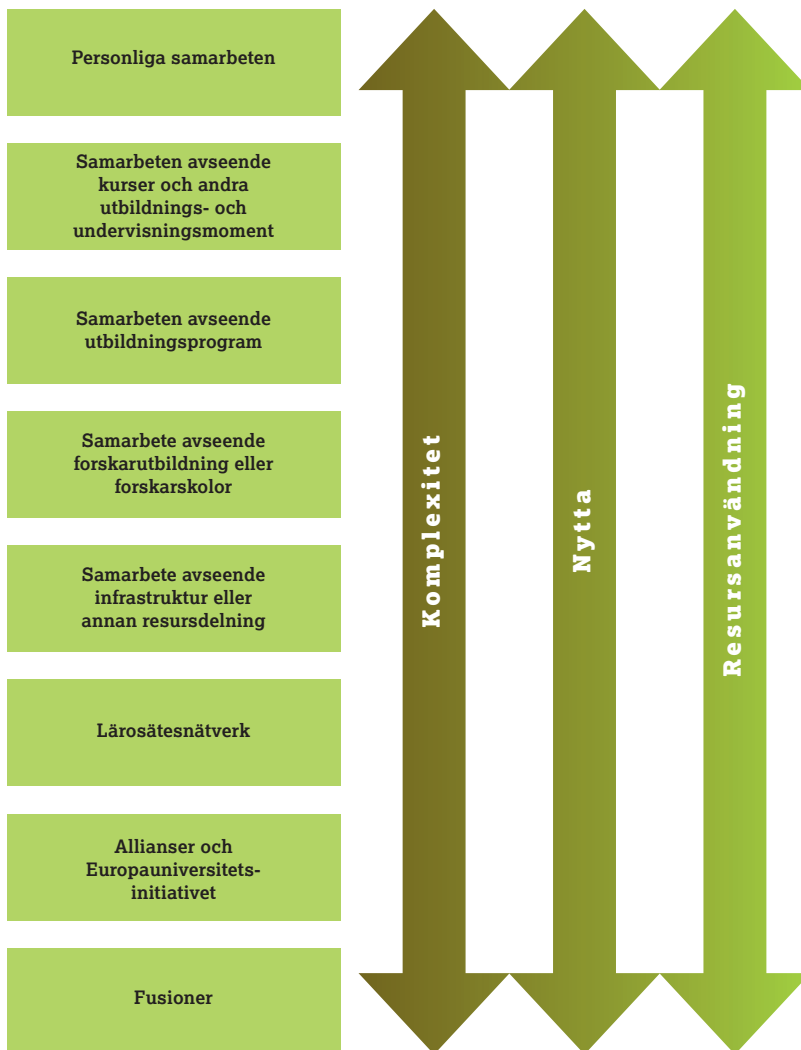 Personliga samarbeten
Samarbeten avseende
kurser och andra
utbildnings- och
undervisningsmoment
Samarbeten avseende
utbildningsprogram
Samarbete avseende
forskarutbildning eller
forskarskolor
Samarbete avseende
infrastruktur eller
annan resursdelning
Lärosätesnätverk
Allianser och
Europauniversitets-
initiativet
Fusioner
Komplexitet
Nytta
Resursanvändning